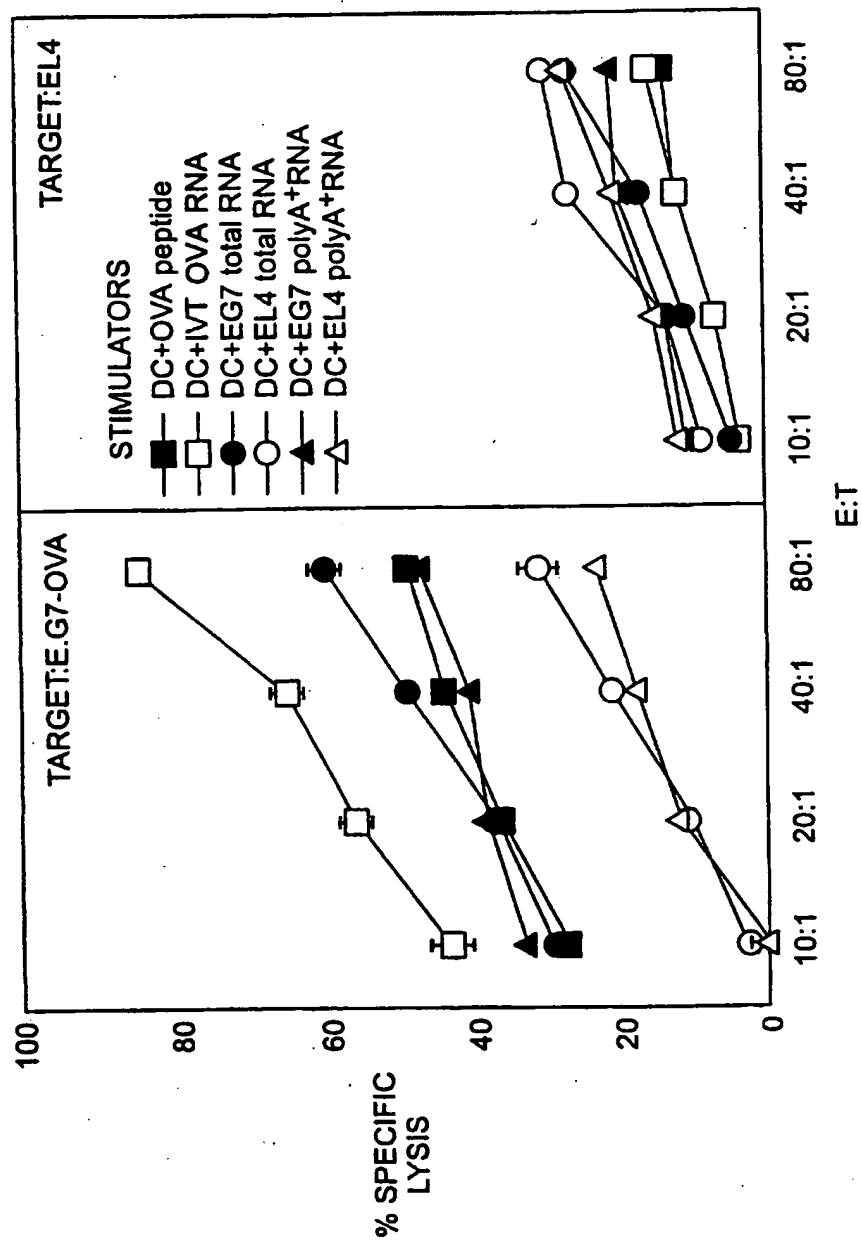 TARGET:E.G7-OVA
TARGET:EL4
STIMULATORS
DC+OVA peptide
DC+IVT OVA RNA
DC+EG7 total RNA
DC+EL4 total RNA
DC+EG7 polyA+RNA
DC+EL4 polyA+RNA
% SPECIFIC
LYSIS
100
80
60
40
20
0
10:1
20:1
40:1
80:1
10:1
20:1
40:1
80:1
E:T